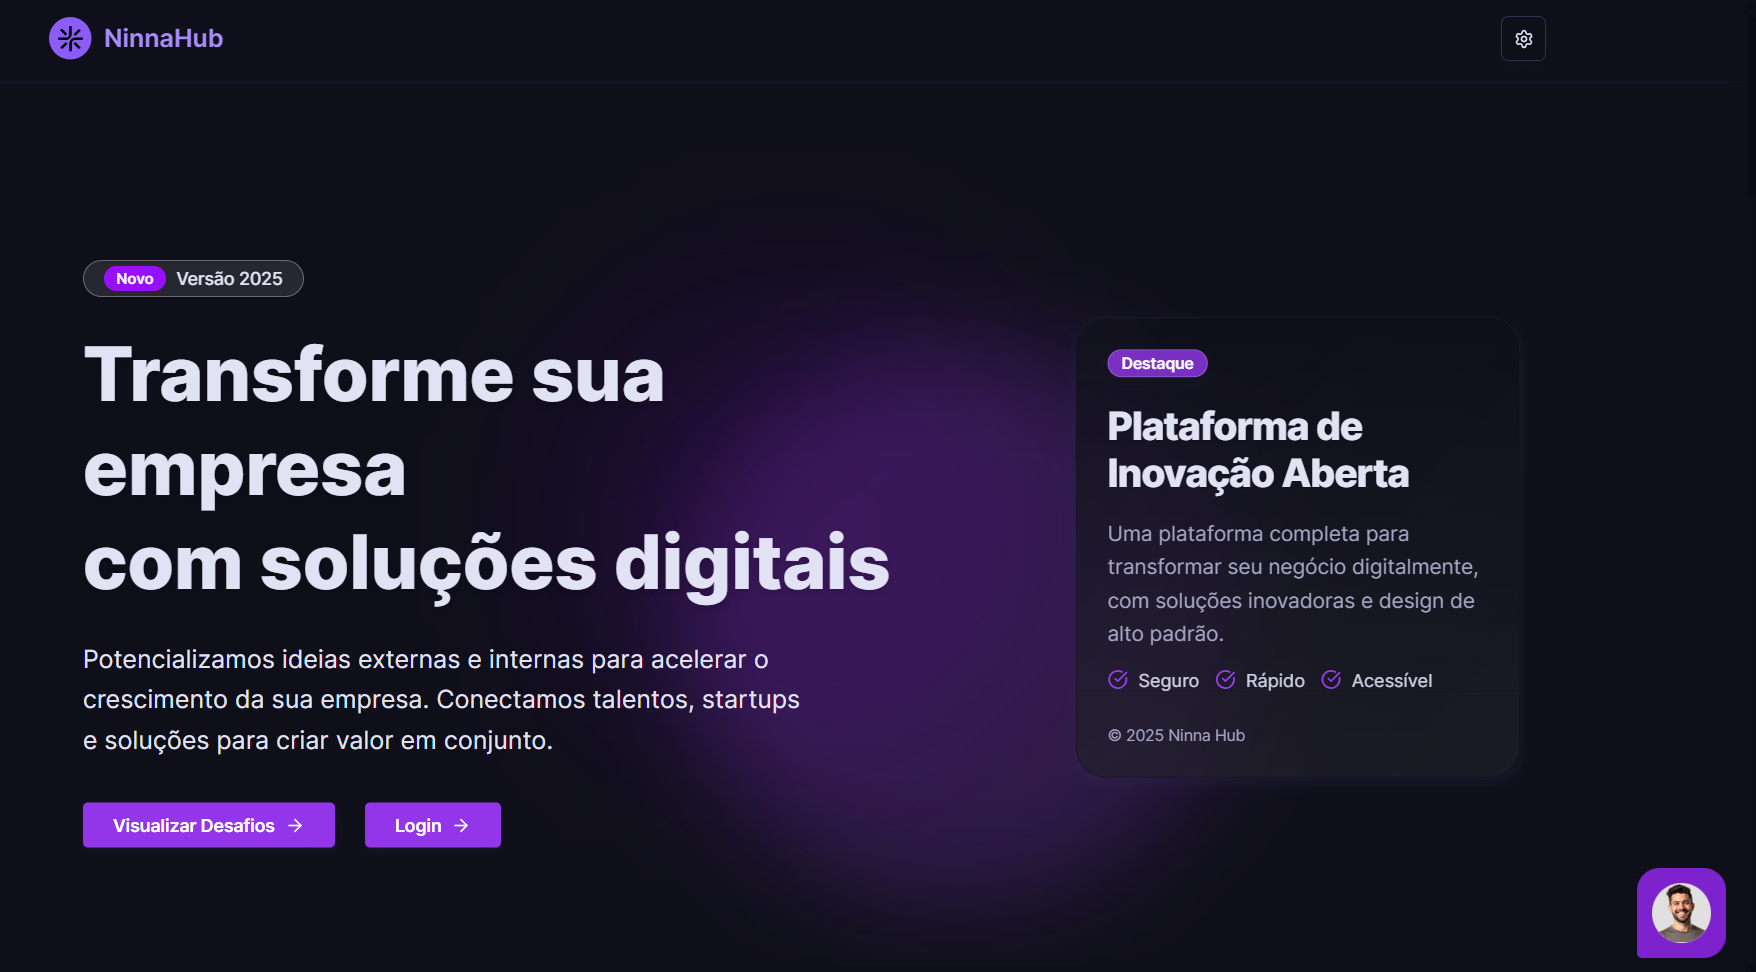 NinnaHub
Novo Versão 2025
Transforme sua
empresa
com soluções digitais
Potencializamos ideias externas e internas para acelerar o
crescimento da sua empresa. Conectamos talentos, startups
e soluções para criar valor em conjunto.
Visualizar Desafios
Login
Destaque
Plataforma de
Inovação Aberta
Uma plataforma completa para
transformar seu negócio digitalmente,
com soluções inovadoras e design de
alto padrão.
Seguro Rápido Acessível
© 2025 Ninna Hub